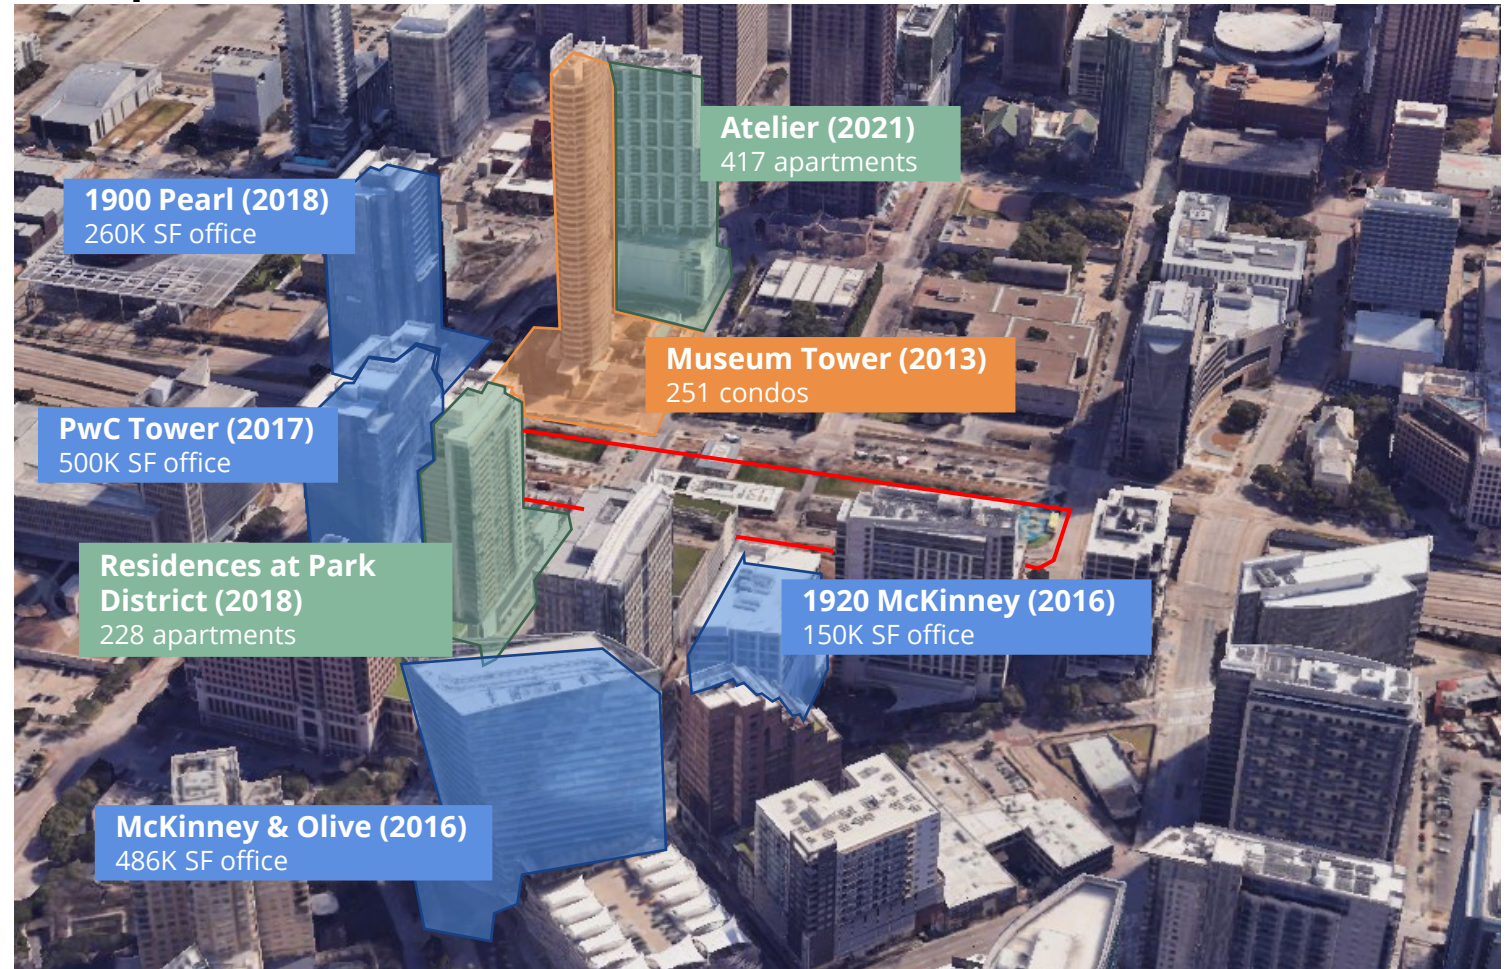 Atelier (2021)
417 apartments
1900 Pearl (2018)
260K SF office
Museum Tower (2013)
251 condos
PwC Tower (2017)
500K SF office
Residences at Park
District (2018)
228 apartments
1920 McKinney (2016)
150K SF office
McKinney & Olive (2016)
486K SF office